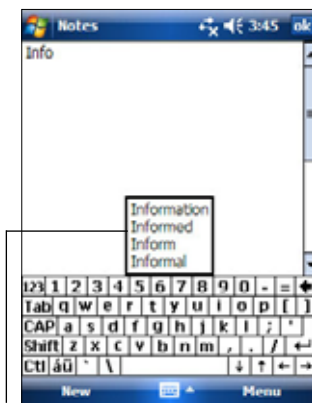 Notes 3:45 ok
Info
Information
Informed
Inform
Informal
123 1 2 3 4 5 6 7 8 9 0 - =
Tab q w e r t y u i o p [ ]
CAP a s d f g h j k l ; '
Shift z x c v b n m , . /
Ctl áü ` \
New Menu